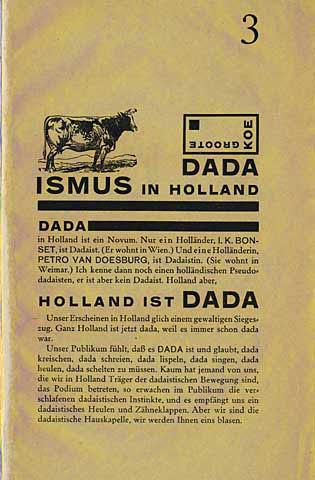 3
GROOTE
KOE
DADA
ISMUS IN HOLLAND
DADA
in Holland ist ein Novum. Nur ein Holländer, I. K. BON-
SET, ist Dadaist. (Er wohnt in Wien.) Und eine Holländerin,
PETRO VAN DOESBURG, ist Dadaistin. (Sie wohnt in
Weimar.) Ich kenne dann noch einen holländischen Pseudo-
dadaisten, er ist aber kein Dadaist. Holland aber,
HOLLAND IST DADA
Unser Erscheinen in Holland glich einem gewaltigen Sieges-
zug. Ganz Holland ist jetzt dada, weil es immer schon dada
war.
Unser Publikum fühlt, daß es DADA ist und glaubt, dada
kreischen, dada schreien, dada lispeln, dada singen, dada
heulen, dada schelten zu müssen. Kaum hat jemand von uns,
die wir in Holland Träger der dadaistischen Bewegung sind,
das Podium betreten, so erwachen im Publikum die ver-
schlafenen dadaistischen Instinkte, und es empfängt uns ein
dadaistisches Heulen und Zähneklappen. Aber wir sind die
dadaistische Hauskapelle, wir werden Ihnen eins blasen.